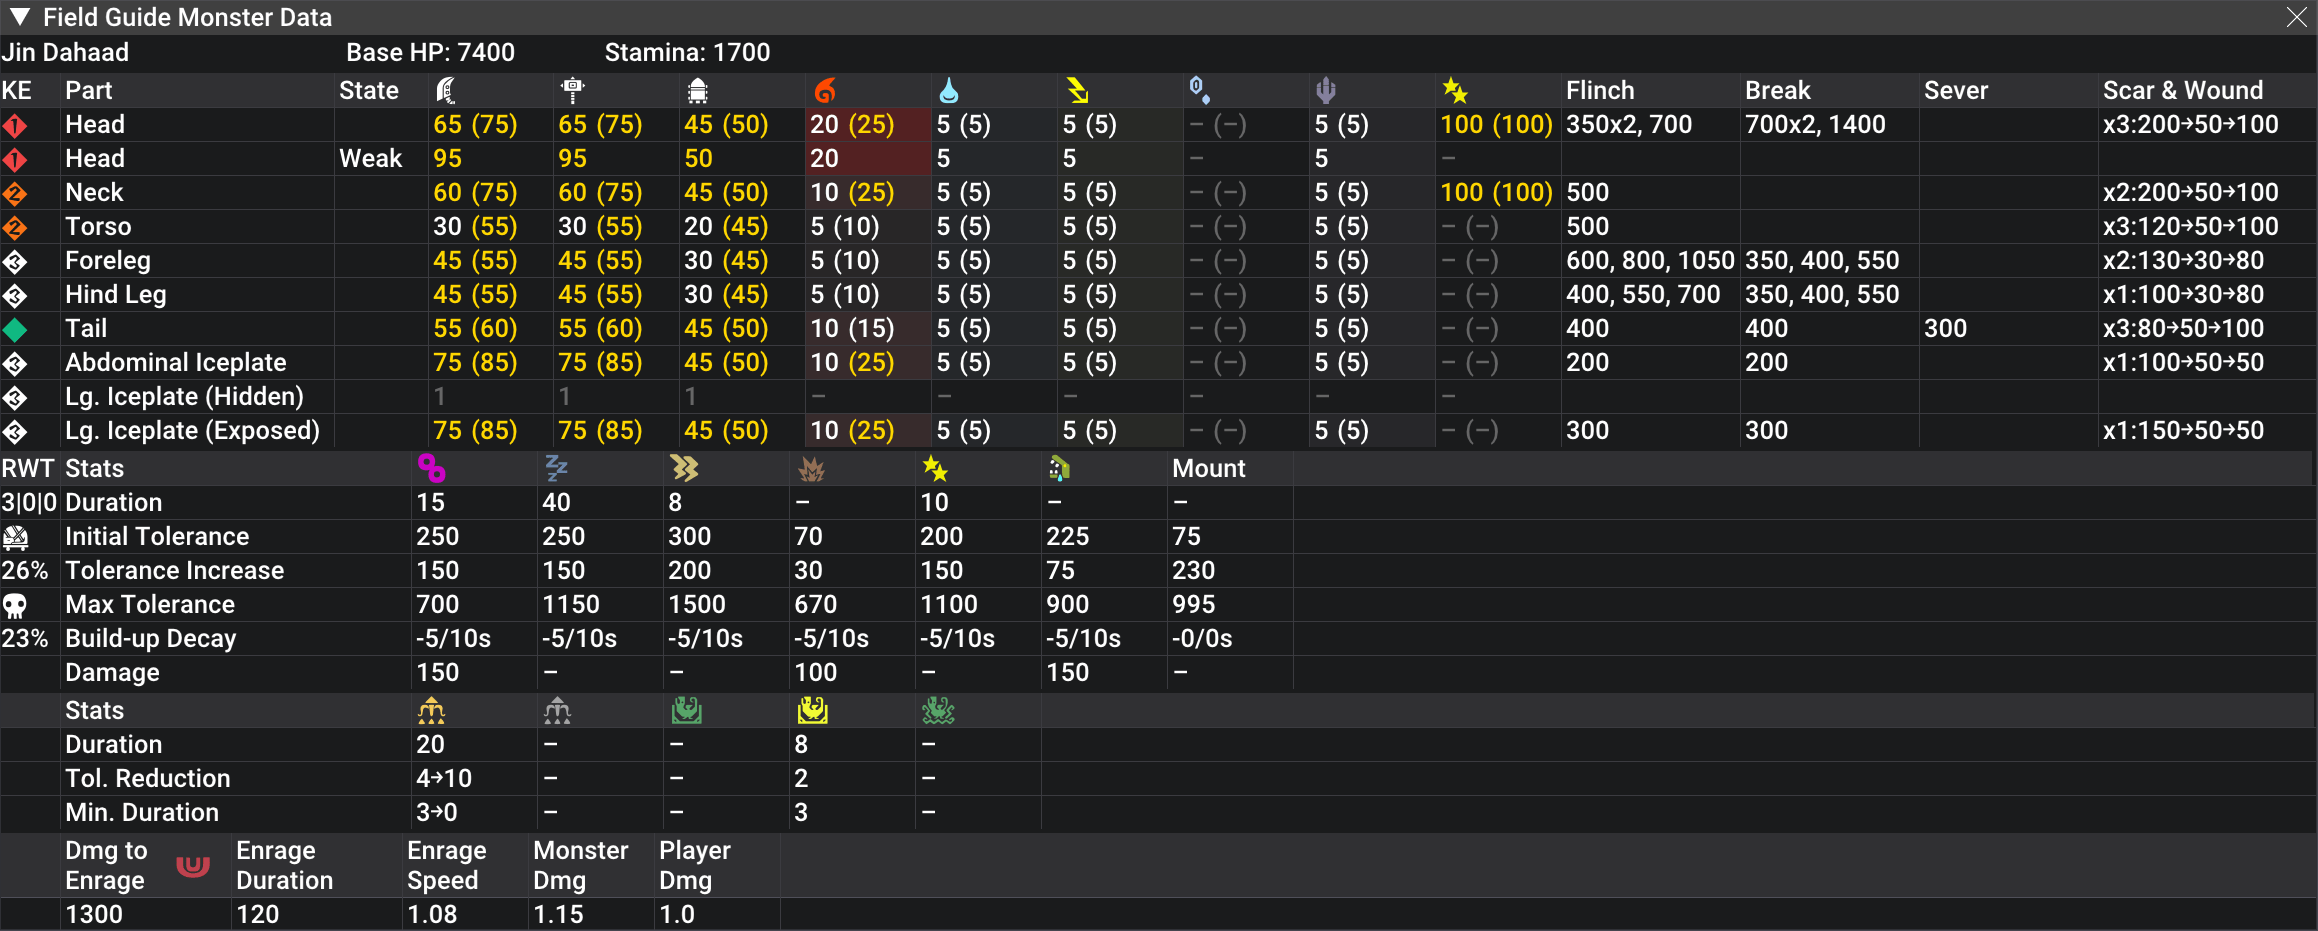 Field Guide Monster Data
Jin Dahaad Base HP: 7400 Stamina: 1700
KE Part State Flinch Break Sever Scar & Wound
1 Head 65 (75) 65 (75) 45 (50) 20 (25) 5 (5) 5 (5) – (–) 5 (5) 100 (100) 350x2, 700 700x2, 1400 x3:200→50→100
1 Head Weak 95 95 50 20 5 5 – 5 –
2 Neck 60 (75) 60 (75) 45 (50) 10 (25) 5 (5) 5 (5) – (–) 5 (5) 100 (100) 500 x2:200→50→100
2 Torso 30 (55) 30 (55) 20 (45) 5 (10) 5 (5) 5 (5) – (–) 5 (5) – (–) 500 x3:120→50→100
3 Foreleg 45 (55) 45 (55) 30 (45) 5 (10) 5 (5) 5 (5) – (–) 5 (5) – (–) 600, 800, 1050 350, 400, 550 x2:130→30→80
3 Hind Leg 45 (55) 45 (55) 30 (45) 5 (10) 5 (5) 5 (5) – (–) 5 (5) – (–) 400, 550, 700 350, 400, 550 x1:100→30→80
Tail 55 (60) 55 (60) 45 (50) 10 (15) 5 (5) 5 (5) – (–) 5 (5) – (–) 400 400 300 x3:80→50→100
3 Abdominal Iceplate 75 (85) 75 (85) 45 (50) 10 (25) 5 (5) 5 (5) – (–) 5 (5) – (–) 200 200 x1:100→50→50
3 Lg. Iceplate (Hidden) 1 1 1 – – – – – –
3 Lg. Iceplate (Exposed) 75 (85) 75 (85) 45 (50) 10 (25) 5 (5) 5 (5) – (–) 5 (5) – (–) 300 300 x1:150→50→50
RWT Stats Mount
3|0|0 Duration 15 40 8 – 10 – –
Initial Tolerance 250 250 300 70 200 225 75
26% Tolerance Increase 150 150 200 30 150 75 230
Max Tolerance 700 1150 1500 670 1100 900 995
23% Build-up Decay -5/10s -5/10s -5/10s -5/10s -5/10s -5/10s -0/0s
Damage 150 – – 100 – 150 –
Stats
Duration 20 – – 8 –
Tol. Reduction 4→10 – – 2 –
Min. Duration 3→0 – – 3 –
Dmg to Enrage Enrage Duration Enrage Speed Monster Dmg Player Dmg
1300 120 1.08 1.15 1.0